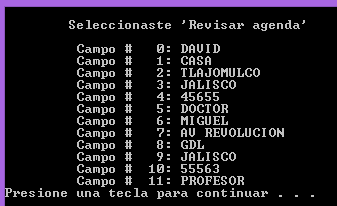 Seleccionaste 'Revisar agenda'
Campo #   0: DAVID
Campo #   1: CASA
Campo #   2: TLAJOMULCO
Campo #   3: JALISCO
Campo #   4: 45655
Campo #   5: DOCTOR
Campo #   6: MIGUEL
Campo #   7: AV REVOLUCION
Campo #   8: GDL
Campo #   9: JALISCO
Campo #  10: 55563
Campo #  11: PROFESOR
Presione una tecla para continuar . . .